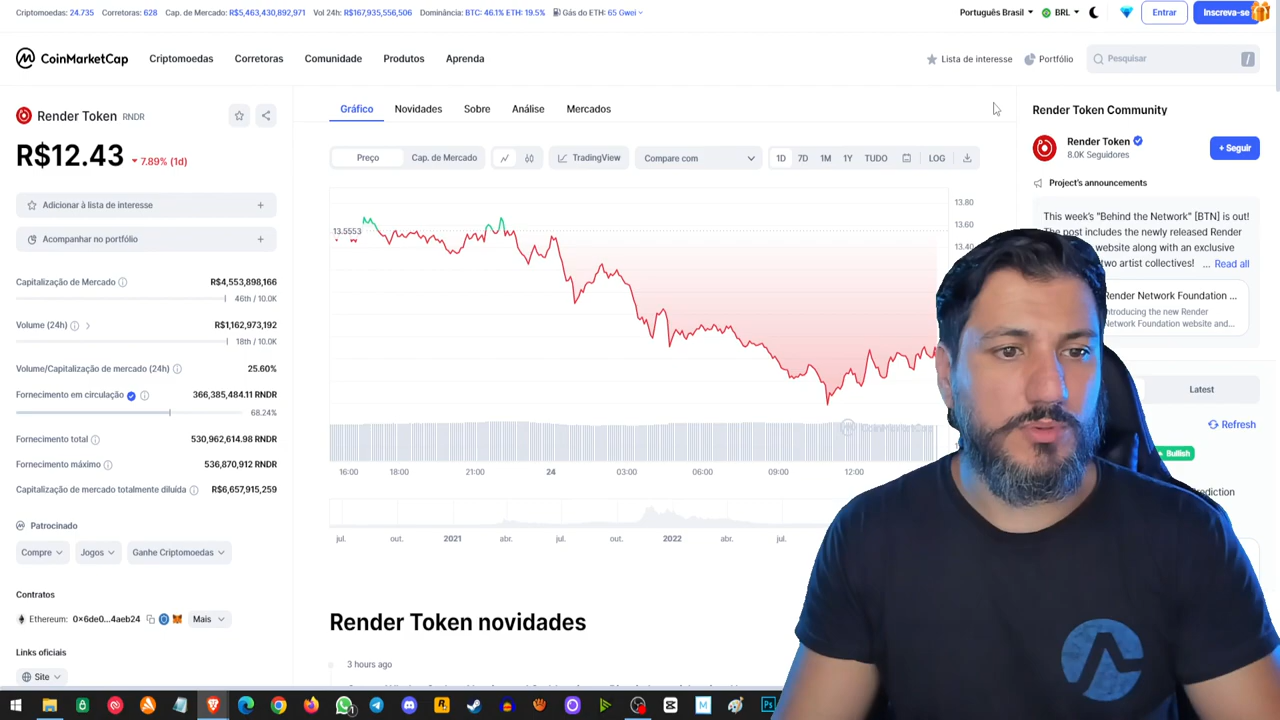 Criptomoedas: 24.735 Corretoras: 628 Cap. de Mercado: R$5,463,430,892,971 Vol 24h: R$167,935,556,506 Dominância: BTC: 46.1% ETH: 19.5% Gás do ETH: 65 Gwei
Português Brasil BRL Entrar Inscreva-se
CoinMarketCap Criptomoedas Corretoras Comunidade Produtos Aprenda Lista de interesse Portfólio Pesquisar /
Render Token RNDR
R$12.43 7.89% (1d)
Adicionar à lista de interesse +
Acompanhar no portfólio +
Capitalização de Mercado R$4,553,898,166
46th / 10.0K
Volume (24h) R$1,162,973,192
18th / 10.0K
Volume/Capitalização de mercado (24h) 25.60%
Fornecimento em circulação 366,385,484.11 RNDR
68.24%
Fornecimento total 530,962,614.98 RNDR
Fornecimento máximo 536,870,912 RNDR
Capitalização de mercado totalmente diluída R$6,657,915,259
Patrocinado
Compre Jogos Ganhe Criptomoedas
Contratos
Ethereum: 0x6de0...4aeb24 Mais
Links oficiais
Site
Gráfico Novidades Sobre Análise Mercados
Preço Cap. de Mercado TradingView Compare com 1D 7D 1M 1Y TUDO LOG
13.80
13.60
13.40
13.5553
CoinMarketCap
16:00 18:00 21:00 24 03:00 06:00 09:00 12:00
jul. out. 2021 abr. jul. out. 2022 abr. jul.
Render Token novidades
3 hours ago
Render Token Community
Render Token
8.0K Seguidores
+ Seguir
Project's announcements
This week's "Behind the Network" [BTN] is out!
The post includes the newly released Render
website along with an exclusive
two artist collectives! ... Read all
Render Network Foundation ...
Introducing the new Render
Network Foundation website and...
Latest
Refresh
Bullish